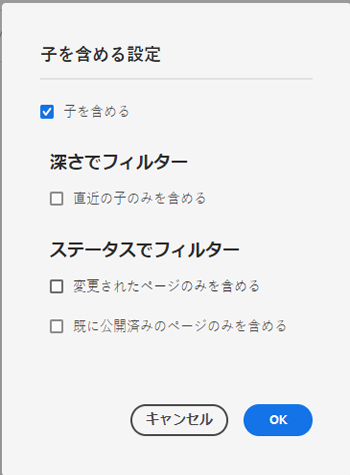 子を含める設定
子を含める
深さでフィルター
直近の子のみを含める
ステータスでフィルター
変更されたページのみを含める
既に公開済みのページのみを含める
キャンセル OK